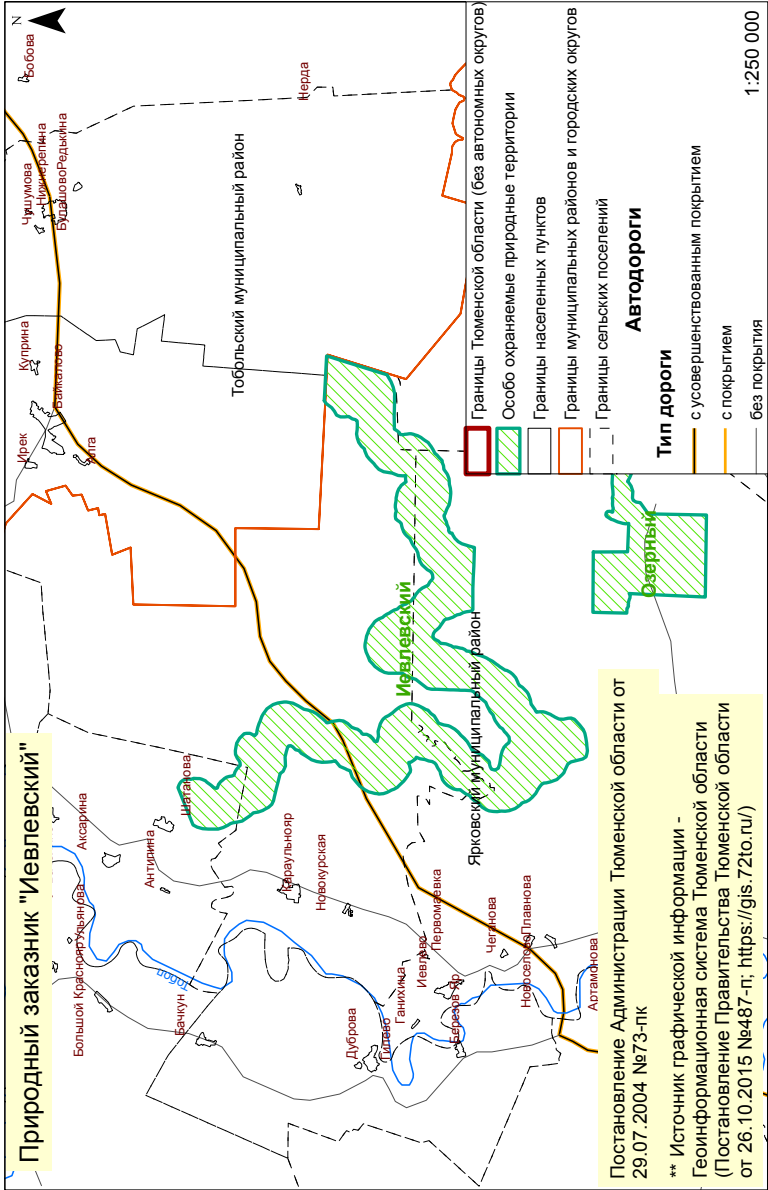 Природный заказник "Иевлевский"
N
Бобова
Чушумова
Нижнерепина
Булашово
Редькина
Куприна
Ирек
Байкалово
Алга
Нерда
Тобольский муниципальный район
Аксарина
Ульянова
Большой Краснояр
Антипина
Шатанова
Тобол
Бачкун
Караульнояр
Новокурская
Иевлевский
Ярковский муниципальный район
Озерный
Первомаевка
Иевлево
Ганихина
Дуброва
Гилево
Березов Яр
Чеганова
Плавнова
Новоселова
Артамонова
Границы Тюменской области (без автономных округов)
Особо охраняемые природные территории
Границы населенных пунктов
Границы муниципальных районов и городских округов
Границы сельских поселений
Автодороги
Тип дороги
с усовершенствованным покрытием
с покрытием
без покрытия
1:250 000
Постановление Администрации Тюменской области от
29.07.2004 №73-пк
** Источник графической информации -
Геоинформационная система Тюменской области
(Постановление Правительства Тюменской области
от 26.10.2015 №487-п; https://gis.72to.ru/)